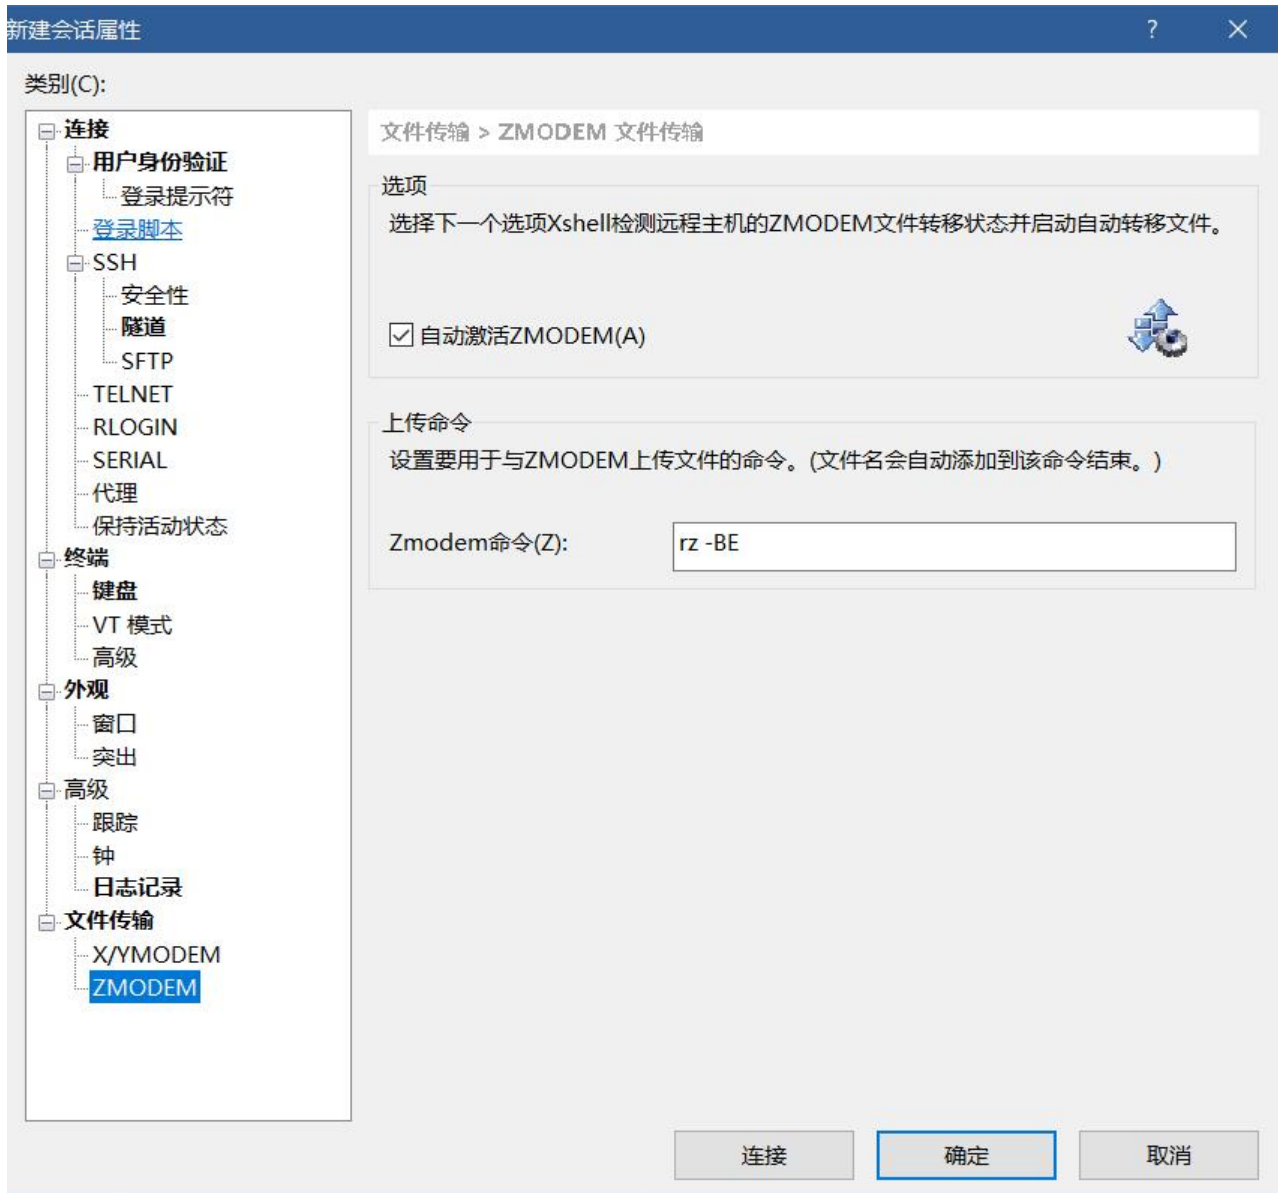 新建会话属性
类别(C):
连接
用户身份验证
登录提示符
登录脚本
SSH
安全性
隧道
SFTP
TELNET
RLOGIN
SERIAL
代理
保持活动状态
终端
键盘
VT 模式
高级
外观
窗口
突出
高级
跟踪
钟
日志记录
文件传输
X/YMODEM
ZMODEM
文件传输 > ZMODEM 文件传输
选项
选择下一个选项Xshell检测远程主机的ZMODEM文件转移状态并启动自动转移文件。
自动激活ZMODEM(A)
上传命令
设置要用于与ZMODEM上传文件的命令。(文件名会自动添加到该命令结束。)
Zmodem命令(Z):
rz -BE
连接
确定
取消